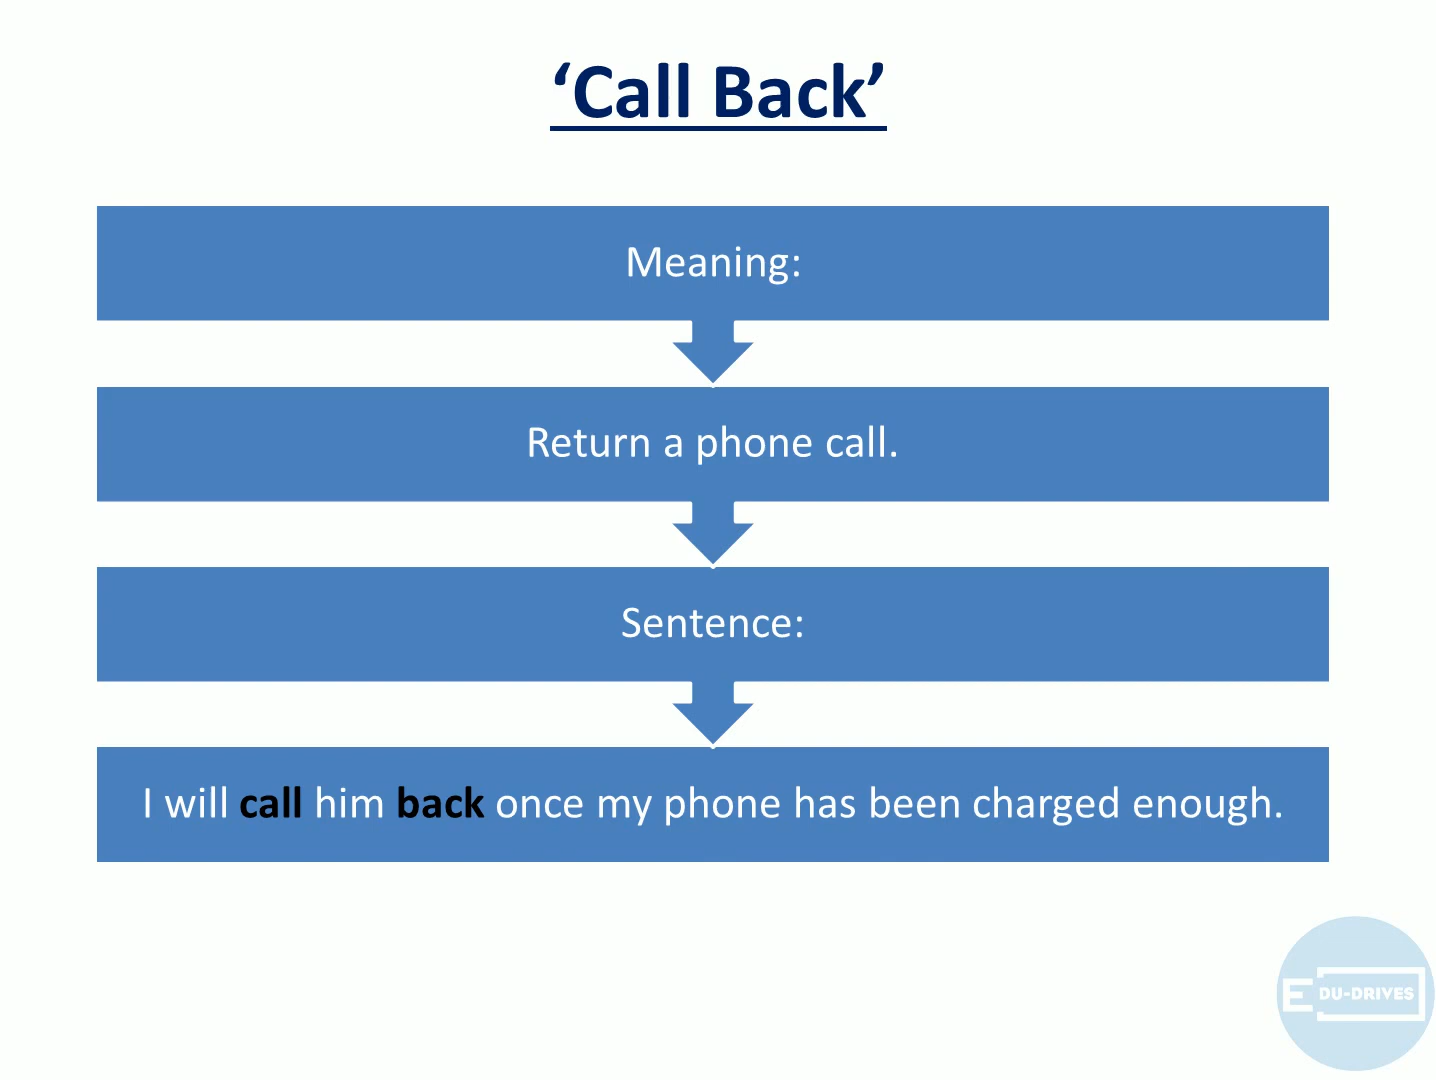 ‘Call Back’
Meaning:
Return a phone call.
Sentence:
I will call him back once my phone has been charged enough.
E DU-DRIVES